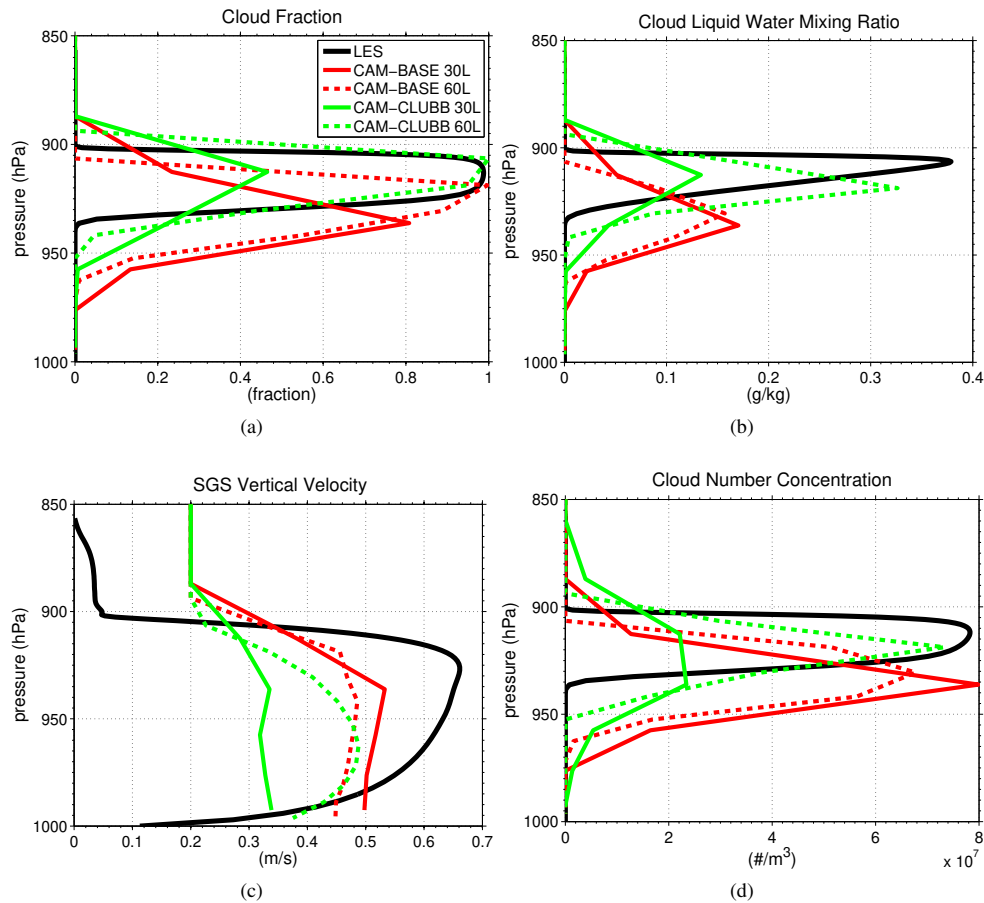 Cloud Fraction
850
900
950
1000
pressure (hPa)
LES
CAM−BASE 30L
CAM−BASE 60L
CAM−CLUBB 30L
CAM−CLUBB 60L
0 0.2 0.4 0.6 0.8 1
(fraction)
(a)
Cloud Liquid Water Mixing Ratio
850
900
950
1000
pressure (hPa)
0 0.1 0.2 0.3 0.4
(g/kg)
(b)
SGS Vertical Velocity
850
900
950
1000
pressure (hPa)
0 0.1 0.2 0.3 0.4 0.5 0.6 0.7
(m/s)
(c)
Cloud Number Concentration
850
900
950
1000
pressure (hPa)
0 2 4 6 8
x 10^7
(#/m^3)
(d)